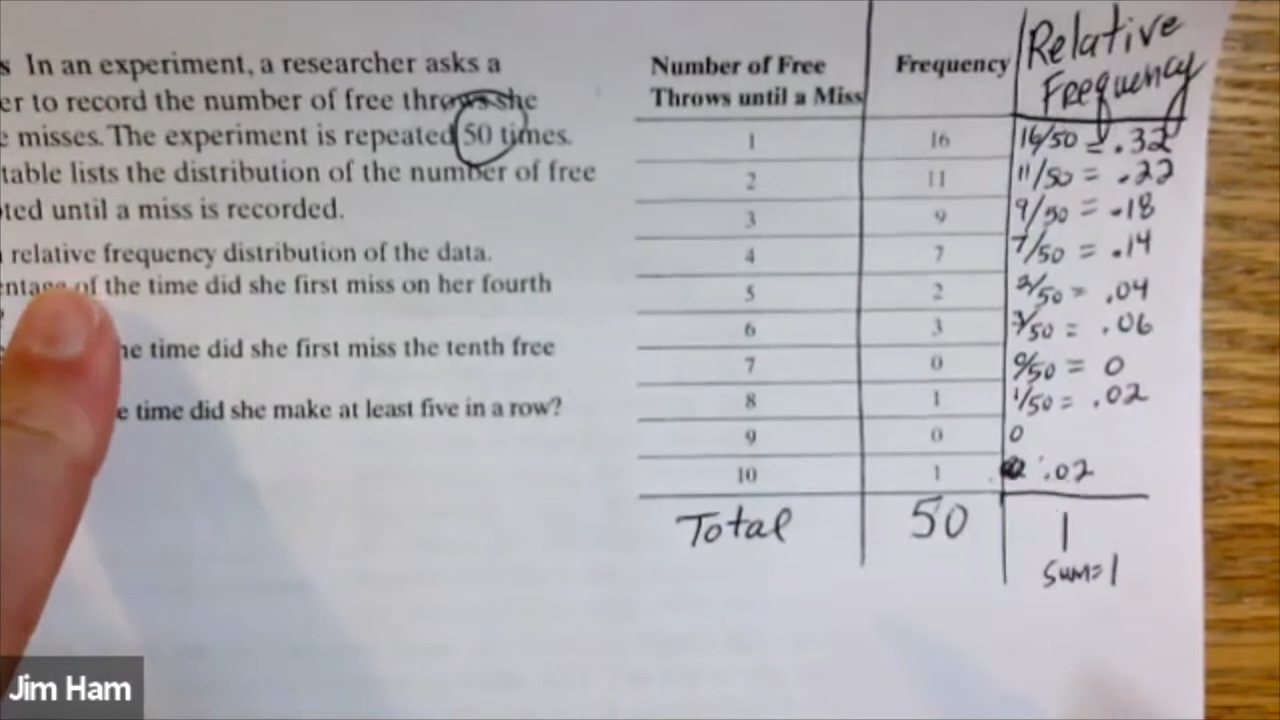 s In an experiment, a researcher asks a
er to record the number of free throws she
e misses. The experiment is repeated 50 times.
table lists the distribution of the number of free
oted until a miss is recorded.
relative frequency distribution of the data.
of the time did she first miss on her fourth
?
he time did she first miss the tenth free
e time did she make at least five in a row?
Number of Free Throws until a Miss Frequency Relative Frequency
1 16 16/50 = .32
2 11 11/50 = .22
3 9 9/50 = .18
4 7 7/50 = .14
5 2 2/50 = .04
6 3 3/50 = .06
7 0 0/50 = 0
8 1 1/50 = .02
9 0 0
10 1 .02
Total 50 1
Sum=1
Jim Ham